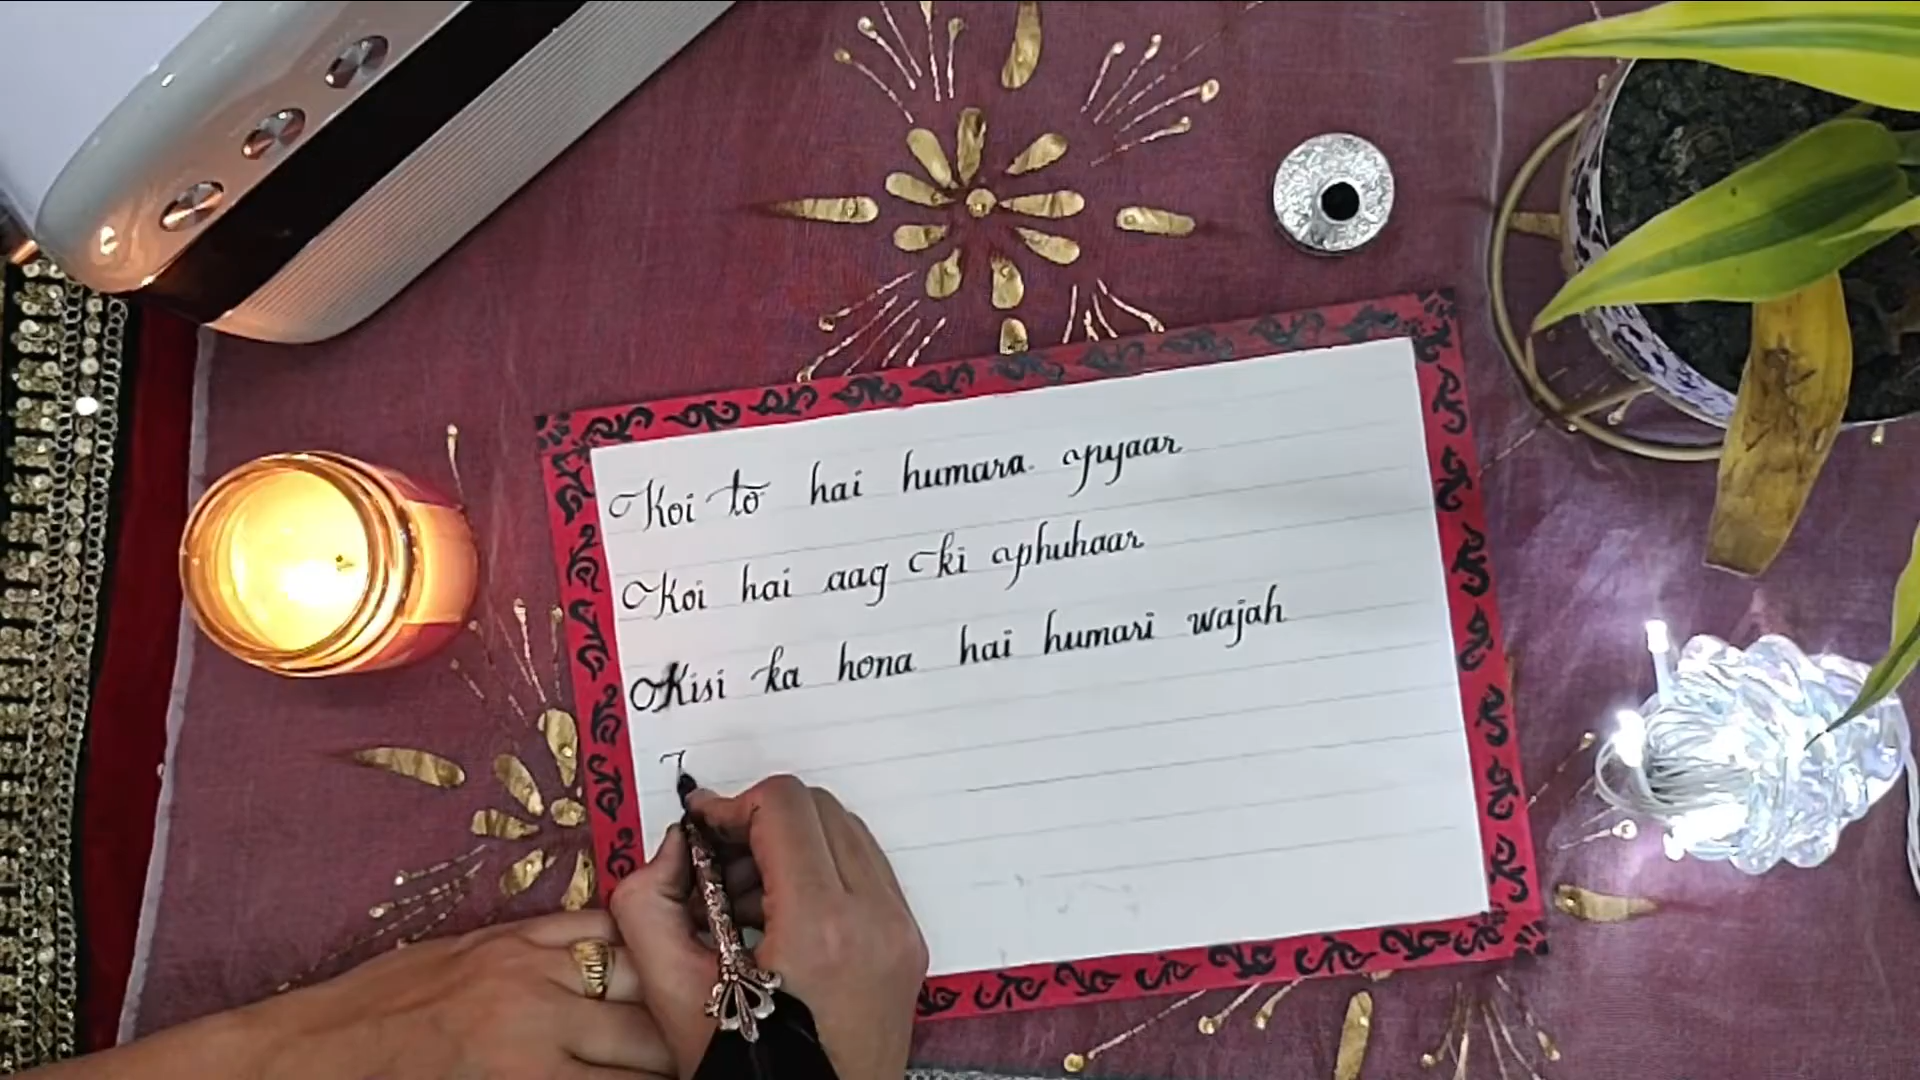 Koi to hai humara pyaar
Koi hai aag ki phuhaar
Kisi ka hona hai humari wajah